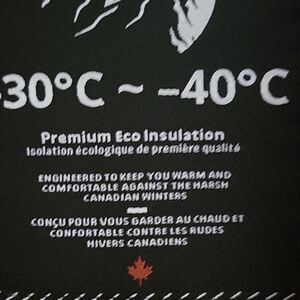 -30°C ~ -40°C
Premium Eco Insulation
Isolation écologique de première qualité
ENGINEERED TO KEEP YOU WARM AND
COMFORTABLE AGAINST THE HARSH
CANADIAN WINTERS
CONÇU POUR VOUS GARDER AU CHAUD ET
CONFORTABLE CONTRE LES RUDES
HIVERS CANADIENS